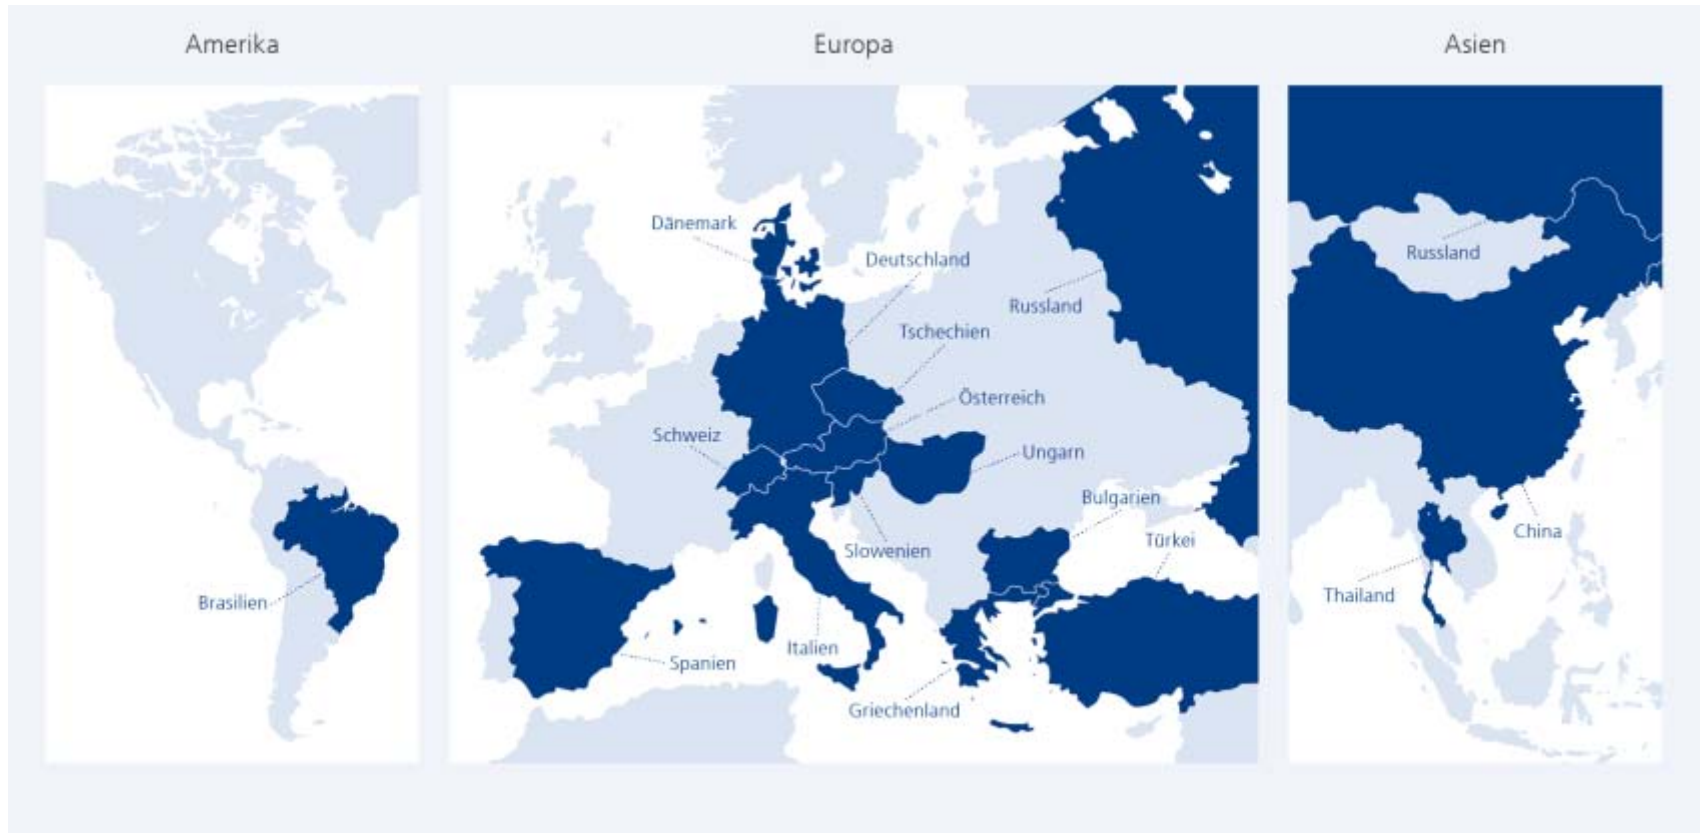 Amerika
Europa
Asien
Brasilien
Dänemark
Deutschland
Russland
Tschechien
Österreich
Schweiz
Ungarn
Bulgarien
Slowenien
Türkei
Italien
Spanien
Griechenland
Russland
China
Thailand